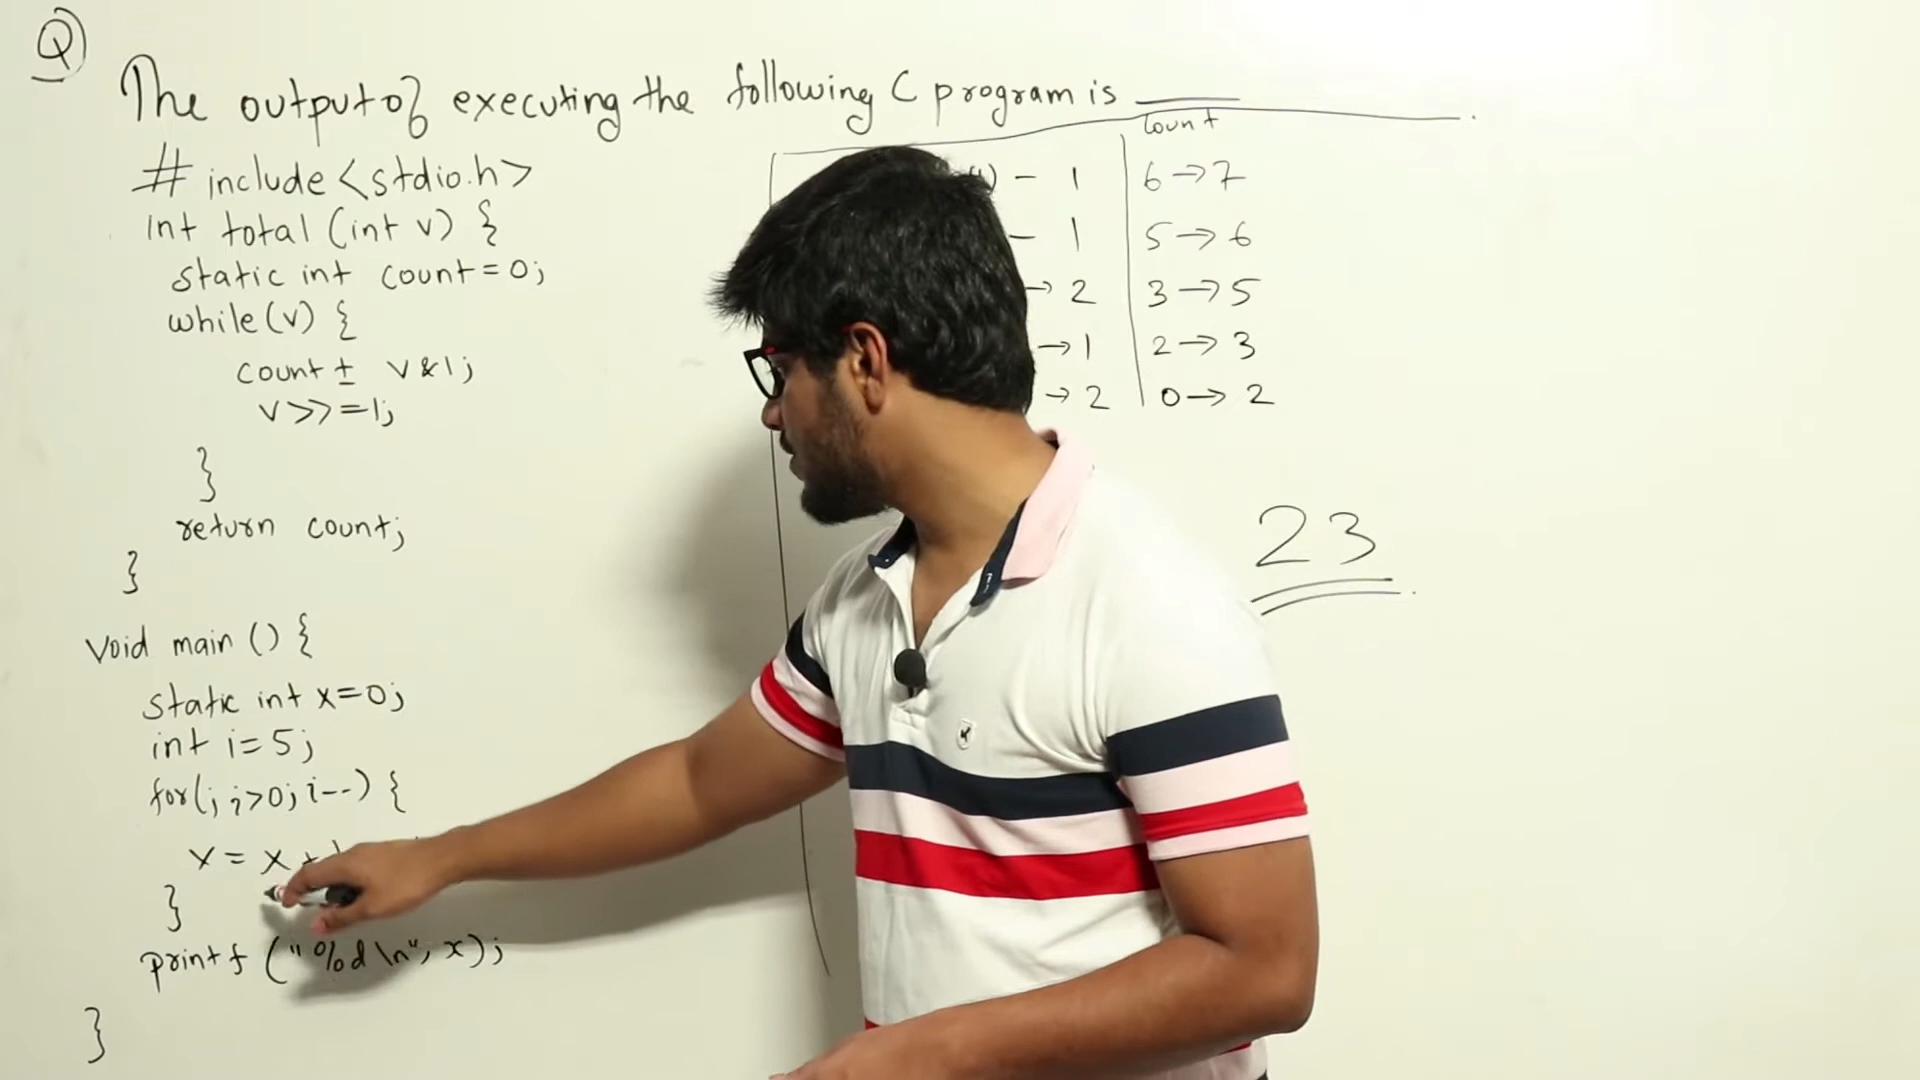 Q)
The output of executing the following C program is ____
#include<stdio.h>
int total (int v) {
static int count=0;
while(v) {
count += v&1;
v>>=1;
}
return count;
}
void main () {
static int x=0;
int i=5;
for(; i>0; i--) {
x = x +
}
printf ("%d\n", x);
}
count
- 1 6→7
- 1 5→6
→ 2 3→5
→1 2→3
→ 2 0→2
23